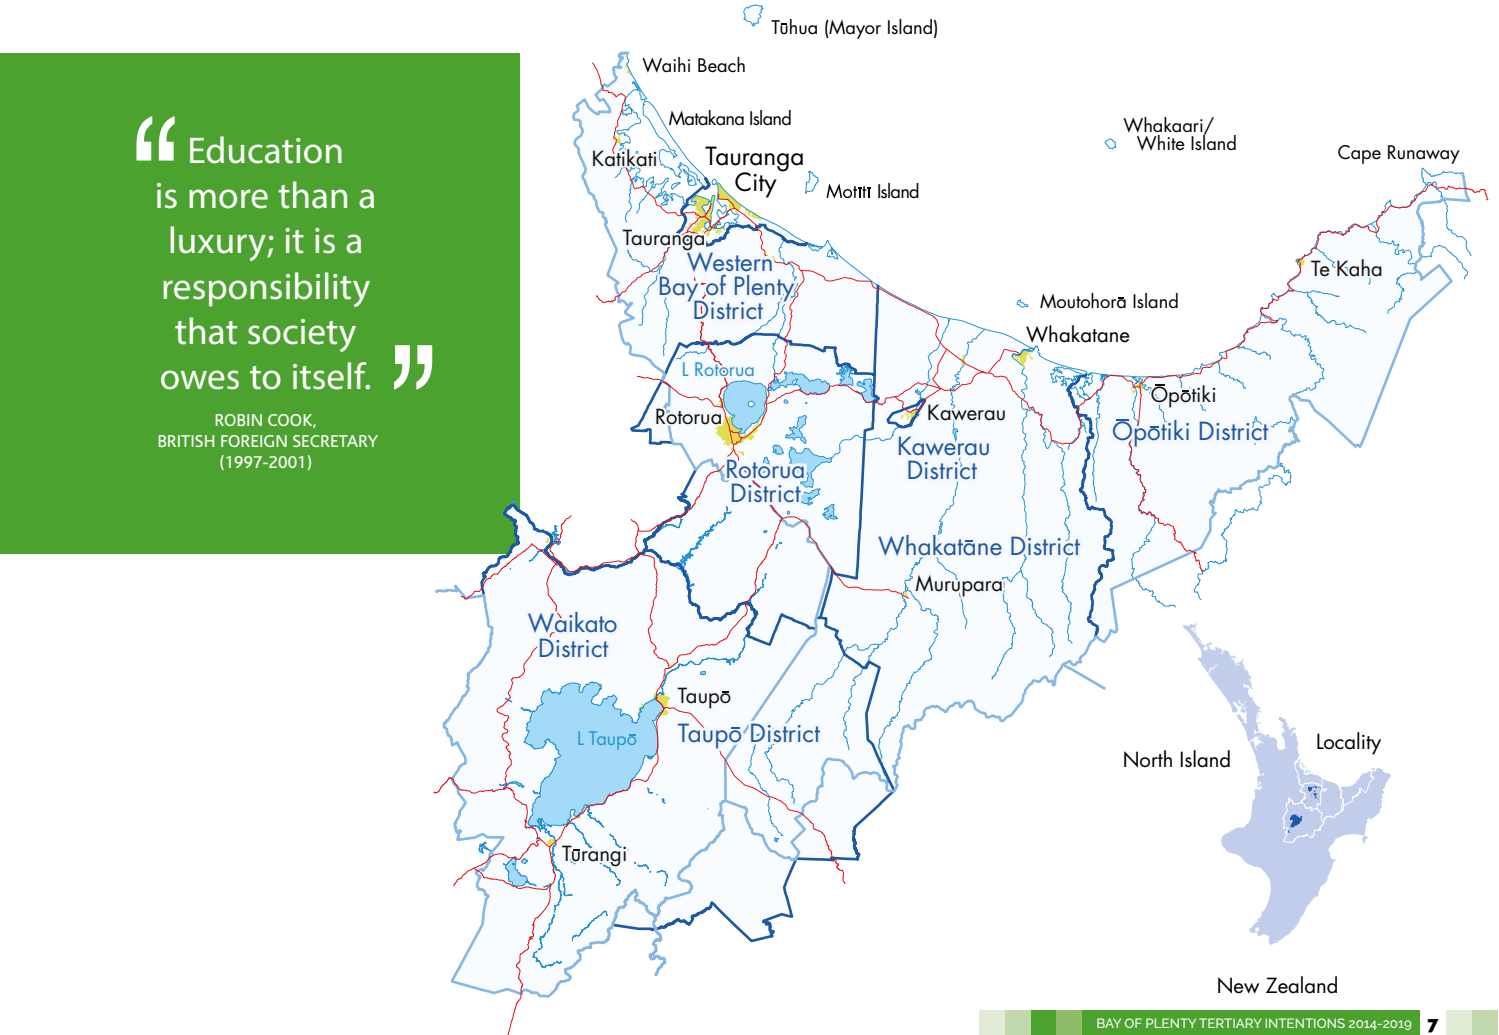 “ Education
is more than a
luxury; it is a
responsibility
that society
owes to itself. ”
ROBIN COOK,
BRITISH FOREIGN SECRETARY
(1997-2001)
Tūhua (Mayor Island)
Waihi Beach
Matakana Island
Whakaari/
White Island
Cape Runaway
Katikati
Tauranga
City
Motītī Island
Tauranga
Western
Bay of Plenty
District
Te Kaha
Moutohorā Island
Whakatane
L Rotorua
Rotorua
Kawerau
Ōpōtiki
Ōpōtiki District
Kawerau
District
Rotorua
District
Whakatāne District
Murupara
Waikato
District
Taupō
L Taupō
Taupō District
Tūrangi
North Island
Locality
New Zealand
BAY OF PLENTY TERTIARY INTENTIONS 2014-2019 7